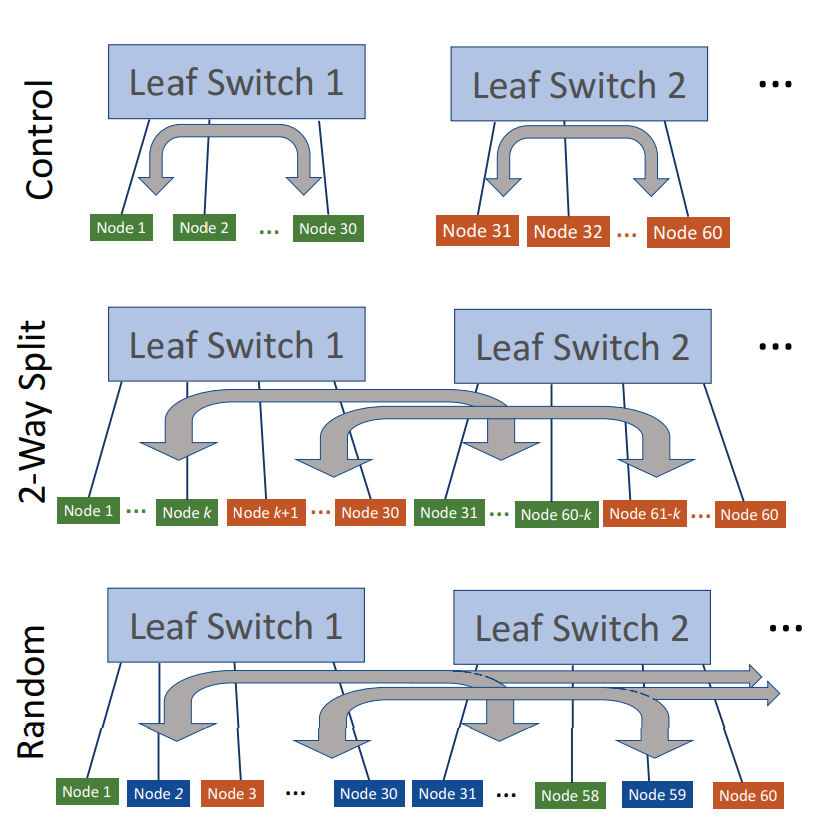 Control
Leaf Switch 1
Leaf Switch 2
...
Node 1
Node 2
...
Node 30
Node 31
Node 32
...
Node 60
2-Way Split
Leaf Switch 1
Leaf Switch 2
...
Node 1
...
Node k
Node k+1
...
Node 30
Node 31
...
Node 60-k
Node 61-k
...
Node 60
Random
Leaf Switch 1
Leaf Switch 2
...
Node 1
Node 2
Node 3
...
Node 30
Node 31
...
Node 58
Node 59
Node 60